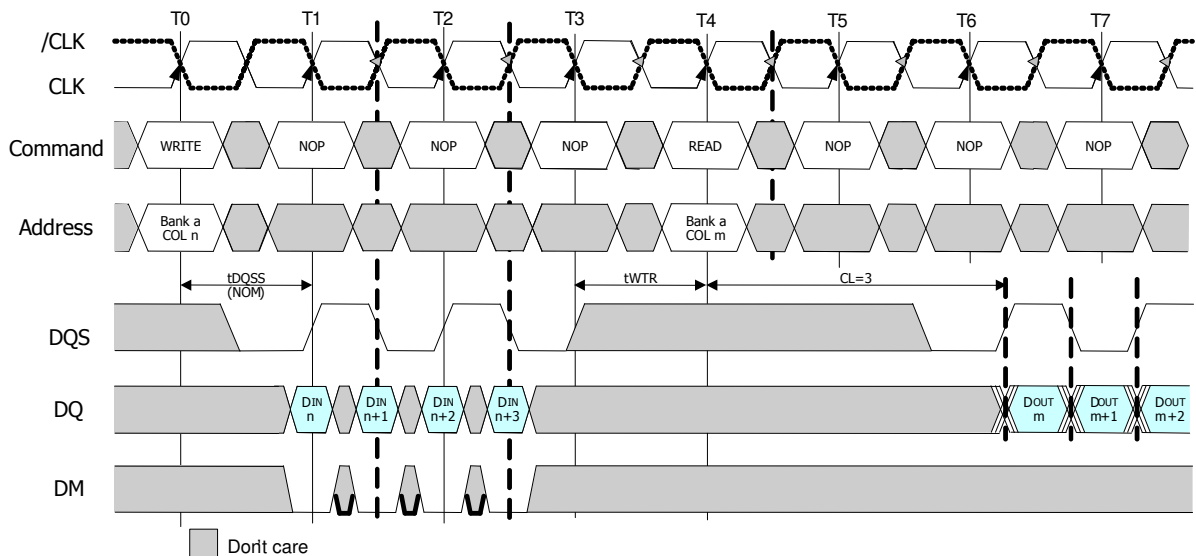 T0 T1 T2 T3 T4 T5 T6 T7
/CLK
CLK
Command WRITE NOP NOP NOP READ NOP NOP NOP
Address
Bank a
COL n
Bank a
COL m
tDQSS
(NOM)
tWTR
CL=3
DQS
DQ
DIN
n
DIN
n+1
DIN
n+2
DIN
n+3
DOUT
m
DOUT
m+1
DOUT
m+2
DM
Don't care